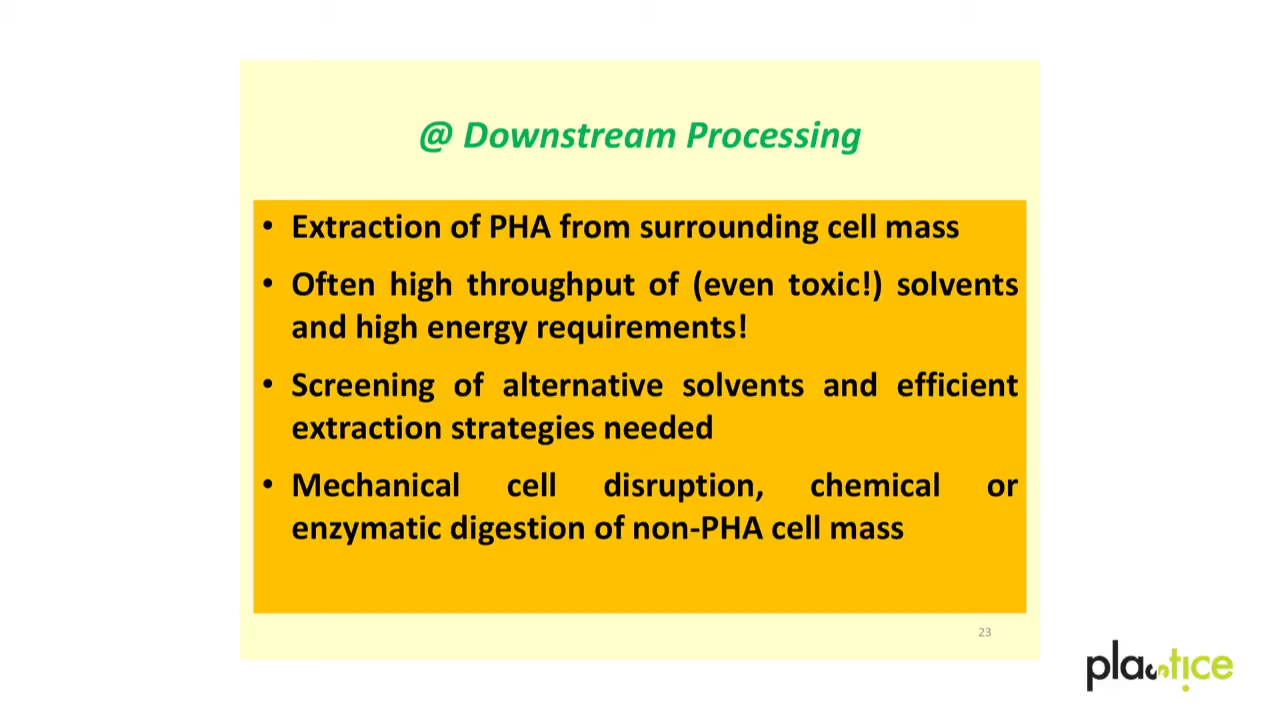 @ Downstream Processing
• Extraction of PHA from surrounding cell mass
• Often high throughput of (even toxic!) solvents
and high energy requirements!
• Screening of alternative solvents and efficient
extraction strategies needed
• Mechanical cell disruption, chemical or
enzymatic digestion of non-PHA cell mass
23
plastice